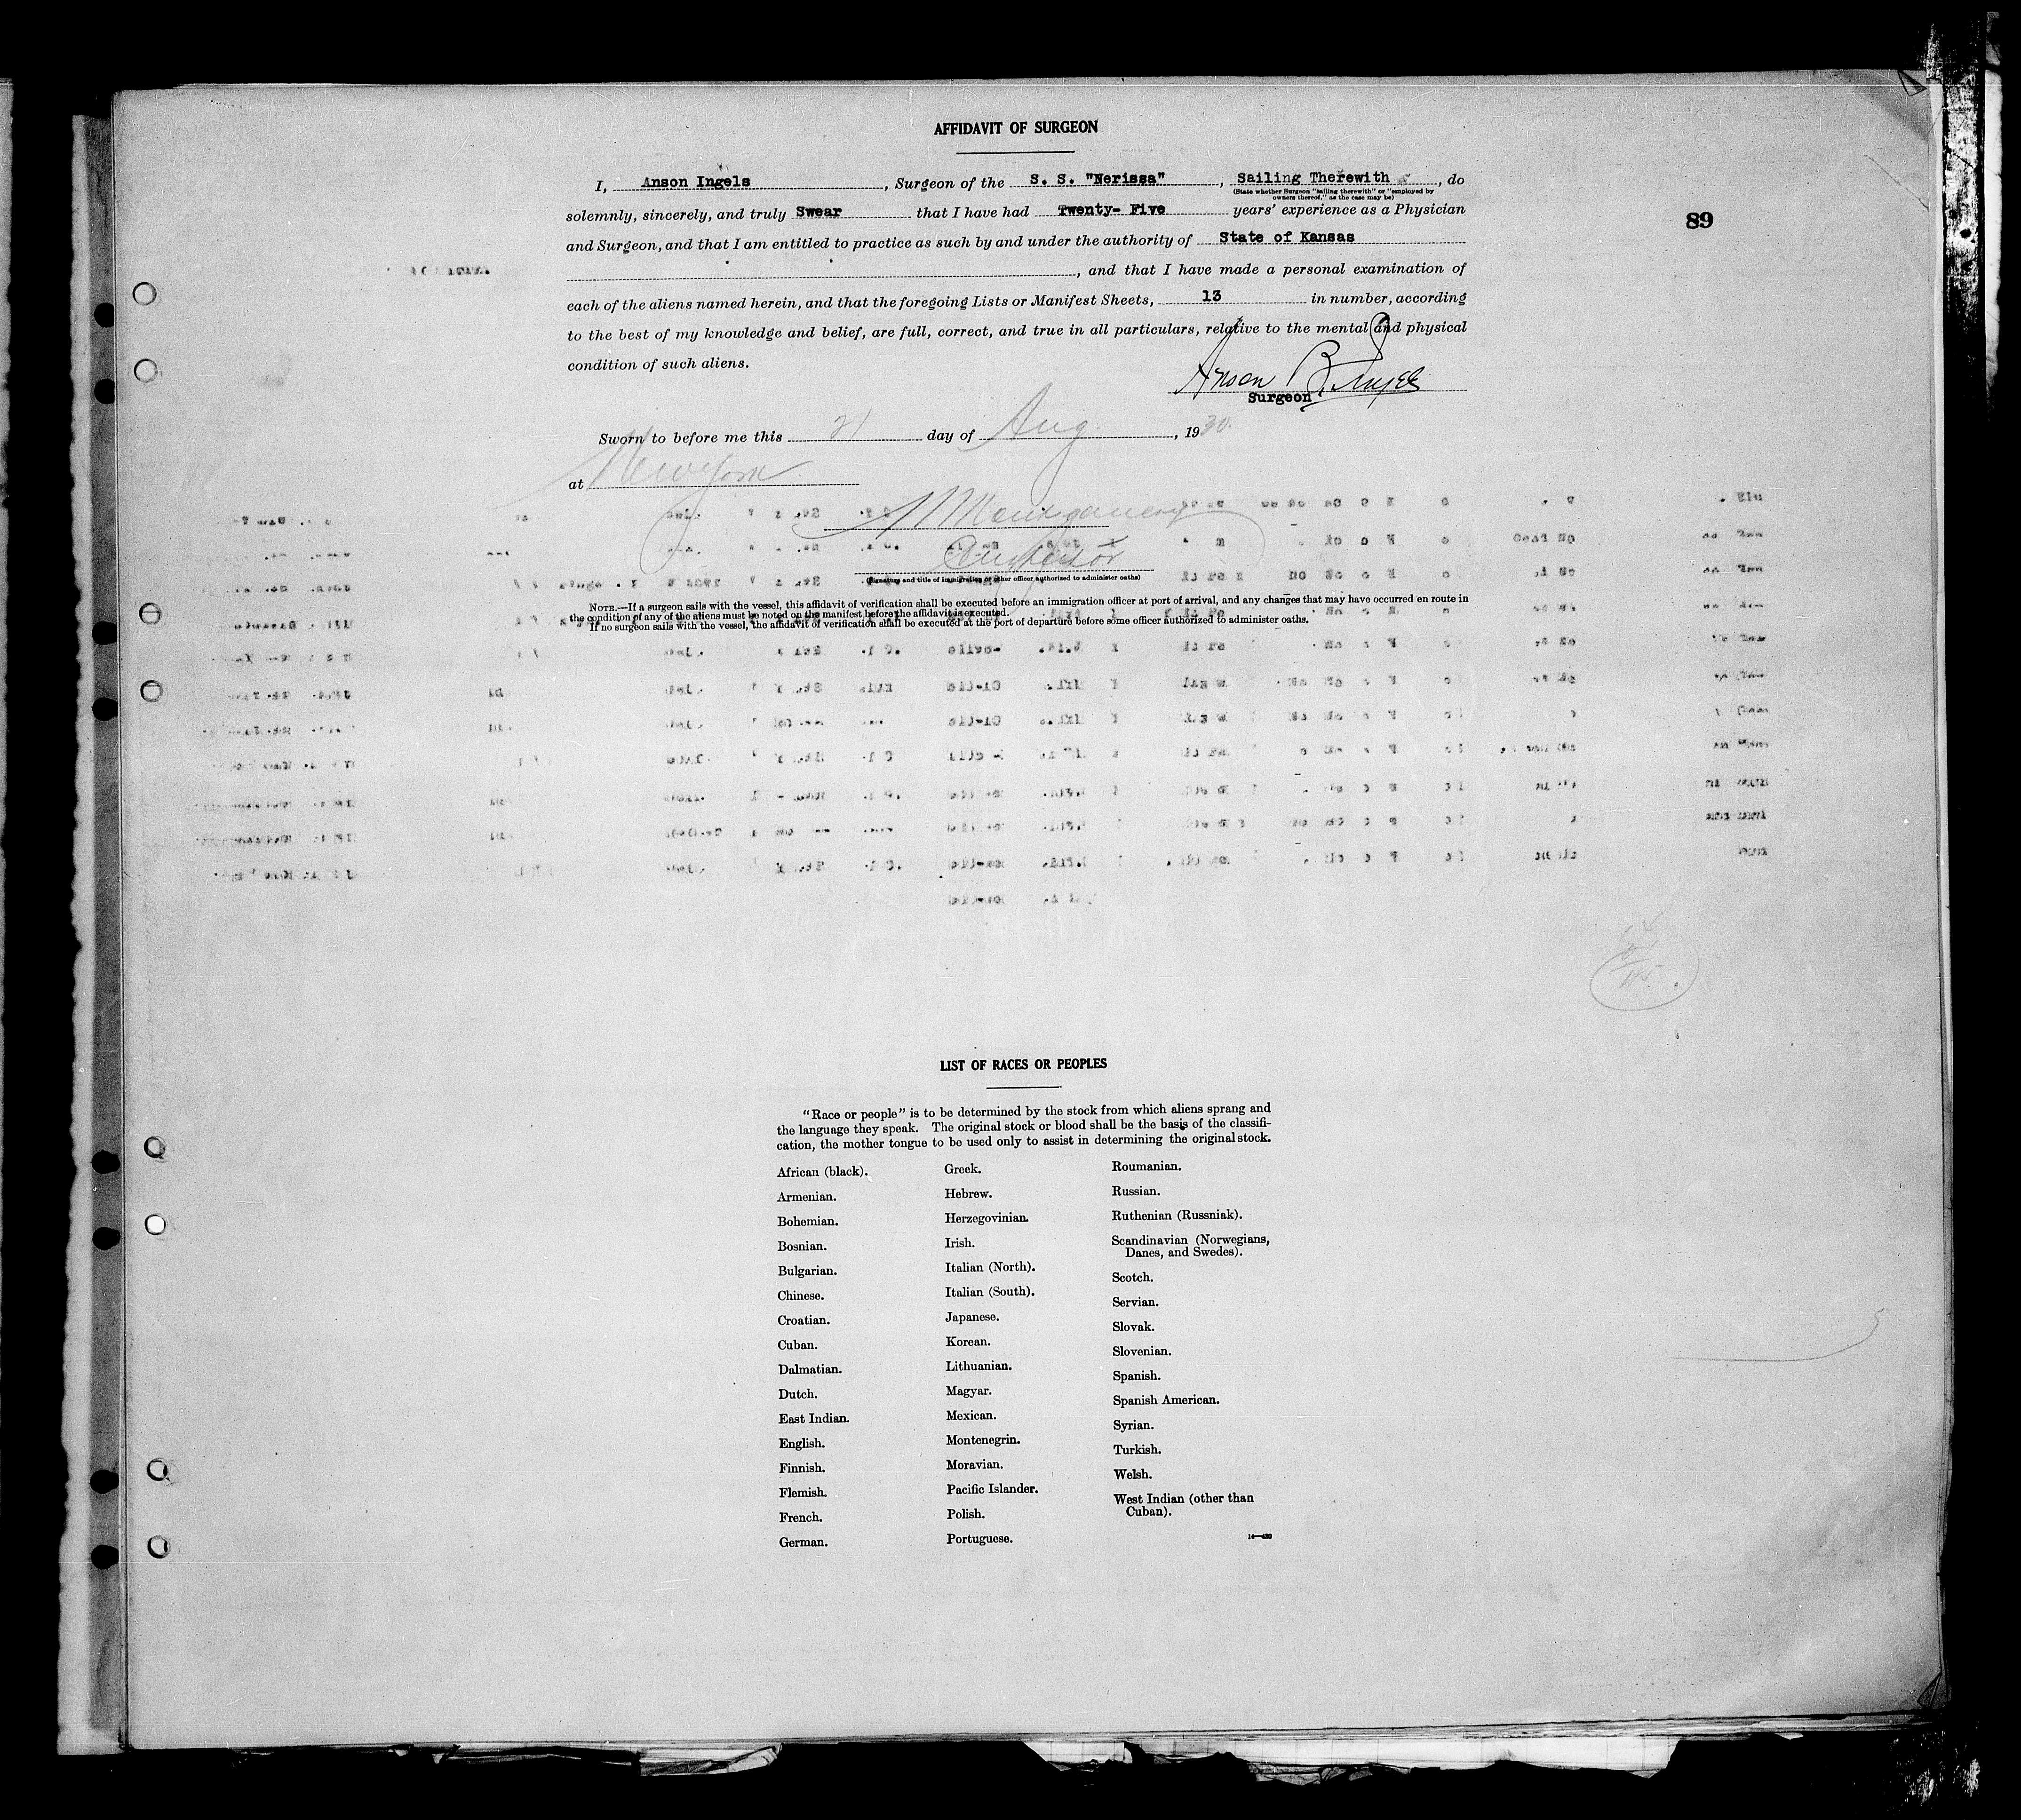 AFFIDAVIT OF SURGEON
I, Anson Ingels, Surgeon of the S. S. "Nerissa", Sailing Therewith, do
(State whether Surgeon "sailing therewith" or "employed by
owners thereof," as the case may be)
solemnly, sincerely, and truly Swear that I have had Twenty- Five years' experience as a Physician
89
and Surgeon, and that I am entitled to practice as such by and under the authority of State of Kansas
, and that I have made a personal examination of
each of the aliens named herein, and that the foregoing Lists or Manifest Sheets, 13 in number, according
to the best of my knowledge and belief, are full, correct, and true in all particulars, relative to the mental and physical
condition of such aliens.
Anson B. Ingels
Surgeon
Sworn to before me this 21 day of Aug, 1930.
at New York
Inspector
(Signature and title of immigration or other officer authorized to administer oaths)
NOTE.—If a surgeon sails with the vessel, this affidavit of verification shall be executed before an immigration officer at port of arrival, and any changes that may have occurred en route in
the condition of any of the aliens must be noted on the manifest before the affidavit is executed.
If no surgeon sails with the vessel, the affidavit of verification shall be executed at the port of departure before some officer authorized to administer oaths.
LIST OF RACES OR PEOPLES
"Race or people" is to be determined by the stock from which aliens sprang and
the language they speak. The original stock or blood shall be the basis of the classifi-
cation, the mother tongue to be used only to assist in determining the original stock.
African (black).
Armenian.
Bohemian.
Bosnian.
Bulgarian.
Chinese.
Croatian.
Cuban.
Dalmatian.
Dutch.
East Indian.
English.
Finnish.
Flemish.
French.
German.
Greek.
Hebrew.
Herzegovinian.
Irish.
Italian (North).
Italian (South).
Japanese.
Korean.
Lithuanian.
Magyar.
Mexican.
Montenegrin.
Moravian.
Pacific Islander.
Polish.
Portuguese.
Roumanian.
Russian.
Ruthenian (Russniak).
Scandinavian (Norwegians,
Danes, and Swedes).
Scotch.
Servian.
Slovak.
Slovenian.
Spanish.
Spanish American.
Syrian.
Turkish.
Welsh.
West Indian (other than
Cuban).
14—430